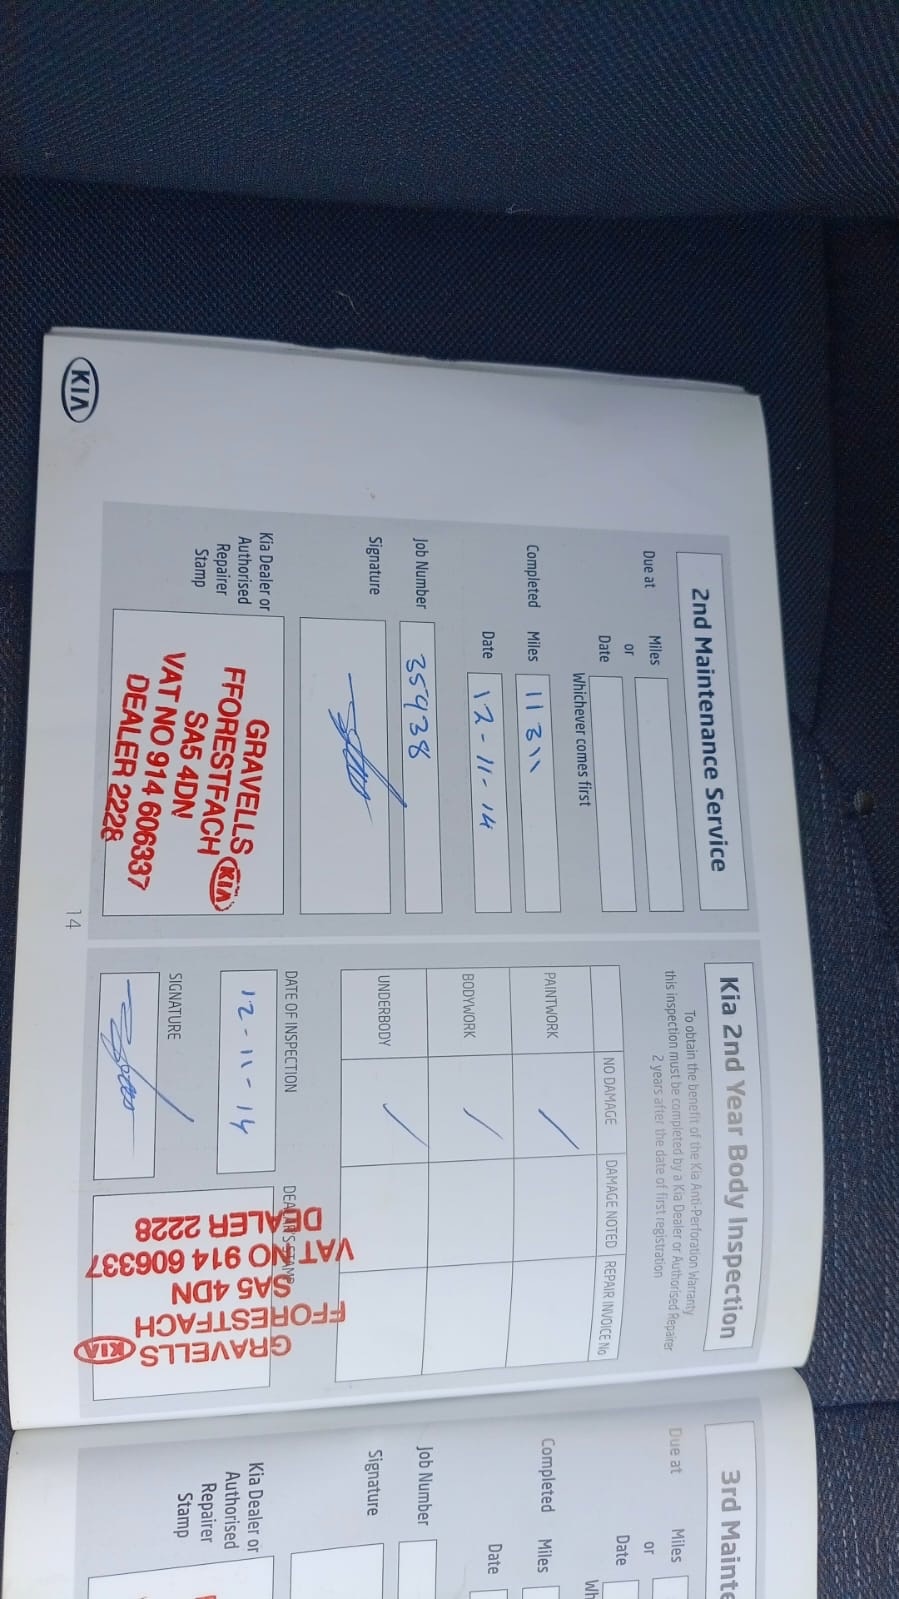 2nd Maintenance Service
Due at Miles
or
Date
Whichever comes first
Completed Miles 11311
Date 12-11-14
Job Number 35938
Signature
Kia Dealer or
Authorised
Repairer
Stamp
GRAVELLS KIA
FFORESTFACH
SA5 4DN
VAT NO 914 606337
DEALER 2228
14
KIA
Kia 2nd Year Body Inspection
To obtain the benefit of the Kia Anti-Perforation Warranty
this inspection must be completed by a Kia Dealer or Authorised Repairer
2 years after the date of first registration
NO DAMAGE DAMAGE NOTED REPAIR INVOICE No
PAINTWORK
BODYWORK
UNDERBODY
DATE OF INSPECTION
12-11-14
SIGNATURE
DEALER'S STAMP
GRAVELLS KIA
FFORESTFACH
SA5 4DN
VAT NO 914 606337
DEALER 2228
3rd Mainte
Due at Miles
or
Date
Wh
Completed Miles
Date
Job Number
Signature
Kia Dealer or
Authorised
Repairer
Stamp